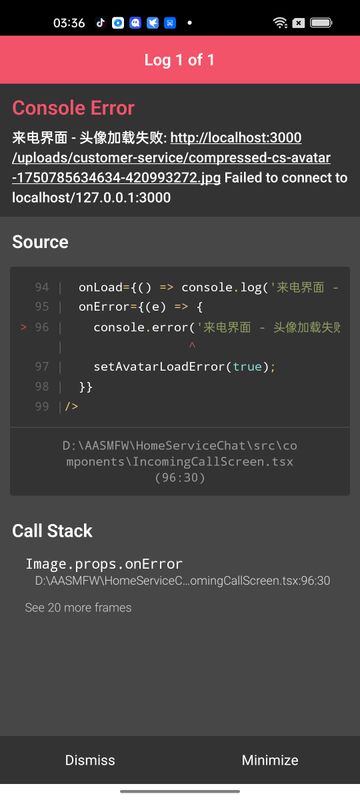 03:36
Log 1 of 1
Console Error
来电界面 - 头像加载失败: http://localhost:3000
/uploads/customer-service/compressed-cs-avatar
-1750785634634-420993272.jpg Failed to connect to
localhost/127.0.0.1:3000
Source
94 | onLoad={() => console.log('来电界面 -
95 | onError={(e) => {
> 96 | console.error('来电界面 - 头像加载失败
| ^
97 | setAvatarLoadError(true);
98 | }}
99 | />
D:\AASMFW\HomeServiceChat\src\co
mponents\IncomingCallScreen.tsx
(96:30)
Call Stack
Image.props.onError
D:\AASMFW\HomeServiceC...omingCallScreen.tsx:96:30
See 20 more frames
Dismiss
Minimize